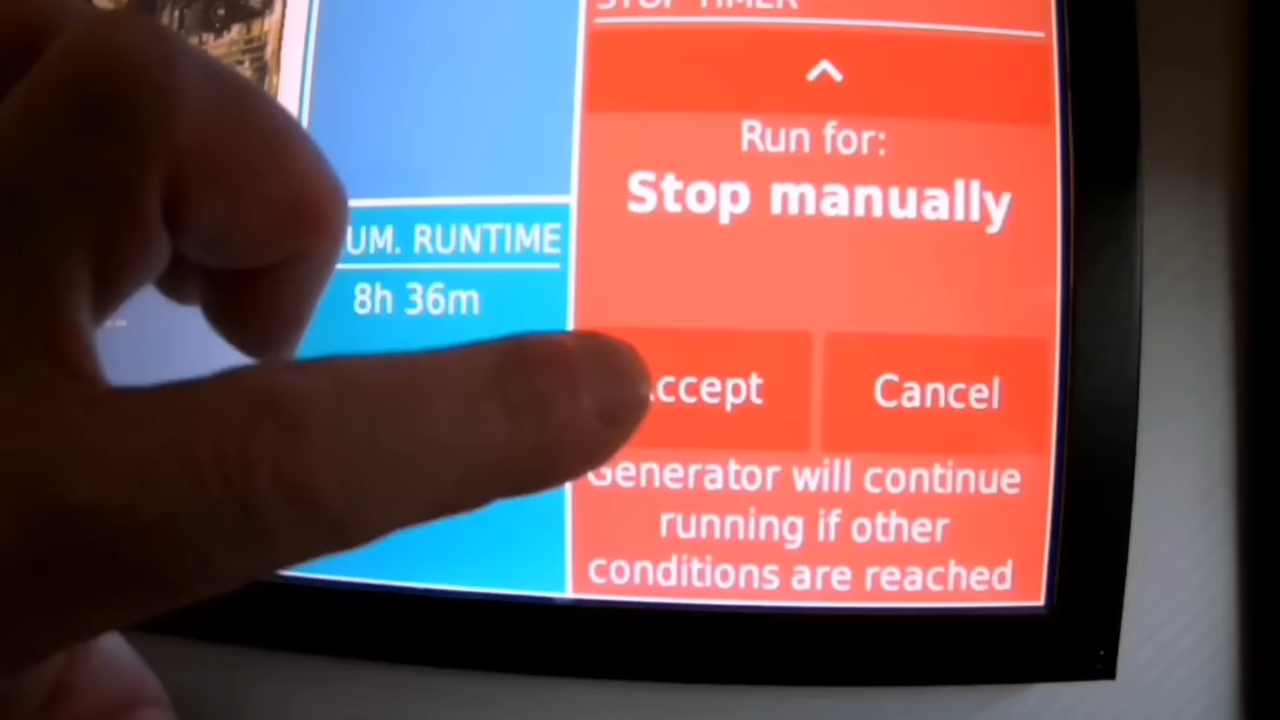 STOP TIMER
Run for:
Stop manually
UM. RUNTIME
8h 36m
ccept
Cancel
Generator will continue
running if other
conditions are reached